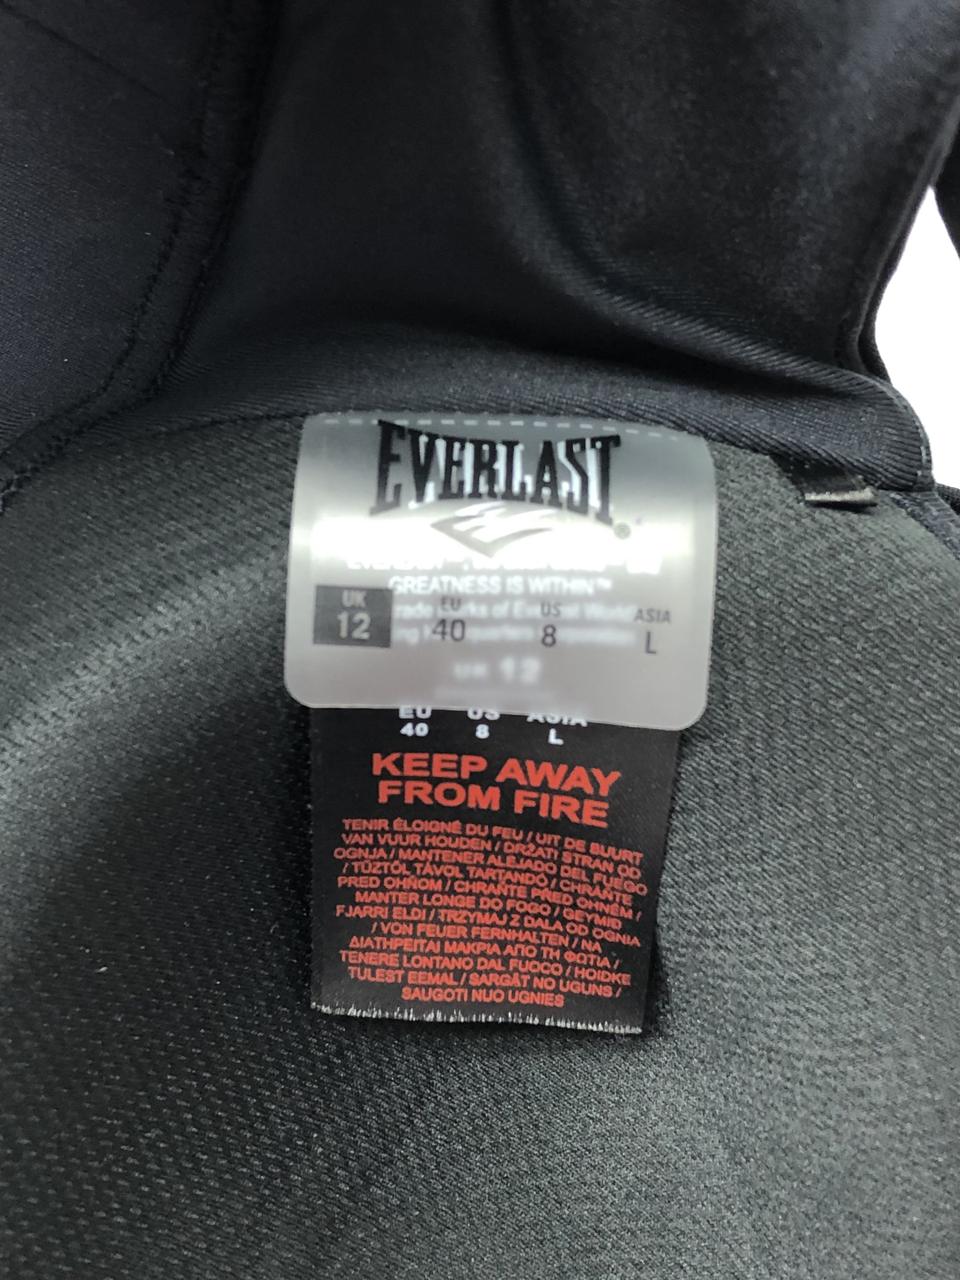 EVERLAST
GREATNESS IS WITHIN™
UK EU US ASIA
12 40 8 L
UK 12
EU US ASIA
40 8 L
KEEP AWAY
FROM FIRE
TENIR ÉLOIGNÉ DU FEU / UIT DE BUURT
VAN VUUR HOUDEN / DRŽATI STRAN OD
OGNJA / MANTENER ALEJADO DEL FUEGO
/ TŰZTŐL TÁVOL TARTANDÓ / CHRÁNTE
PRED OHŇOM / CHRAŇTE PŘED OHNĚM /
MANTER LONGE DO FOGO / GEYMIÐ
FJARRI ELDI / TRZYMAJ Z DALA OD OGNIA
/ VON FEUER FERNHALTEN / NA
ΔΙΑΤΗΡΕΙΤΑΙ ΜΑΚΡΙΑ ΑΠΟ ΤΗ ΦΩΤΙΑ /
TENERE LONTANO DAL FUOCO / HOIDKE
TULEST EEMAL / SARGĀT NO UGUNS /
SAUGOTI NUO UGNIES